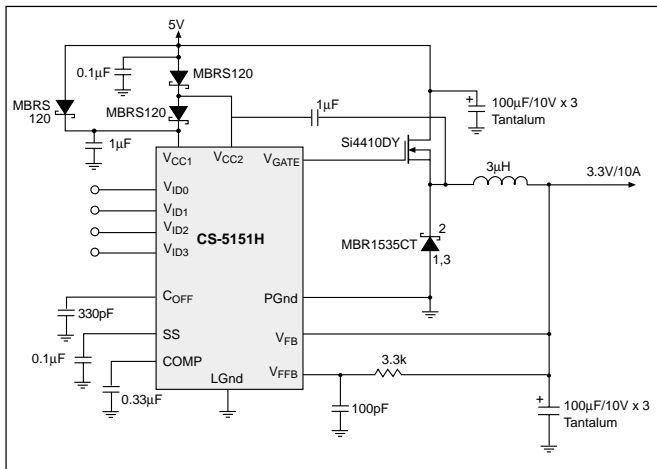 5V
0.1μF
MBRS120
MBRS
120
MBRS120
1μF
1μF
100μF/10V x 3
Tantalum
Si4410DY
VCC1
VCC2
VGATE
3μH
3.3V/10A
VID0
VID1
VID2
VID3
CS-5151H
2
MBR1535CT
1,3
COFF
PGnd
330pF
SS
VFB
0.1μF
COMP
VFFB
3.3k
LGnd
0.33μF
100pF
100μF/10V x 3
Tantalum
+
+